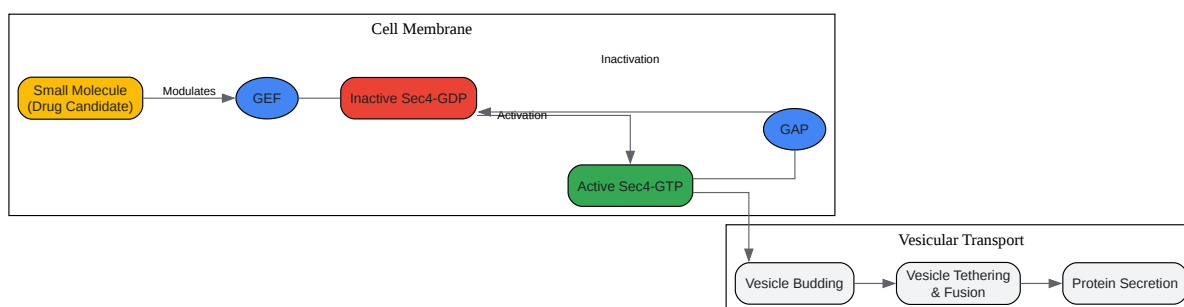 Cell Membrane
Inactivation
Small Molecule
(Drug Candidate)
Modulates
GEF
Inactive Sec4-GDP
Activation
GAP
Active Sec4-GTP
Vesicular Transport
Vesicle Budding
Vesicle Tethering
& Fusion
Protein Secretion